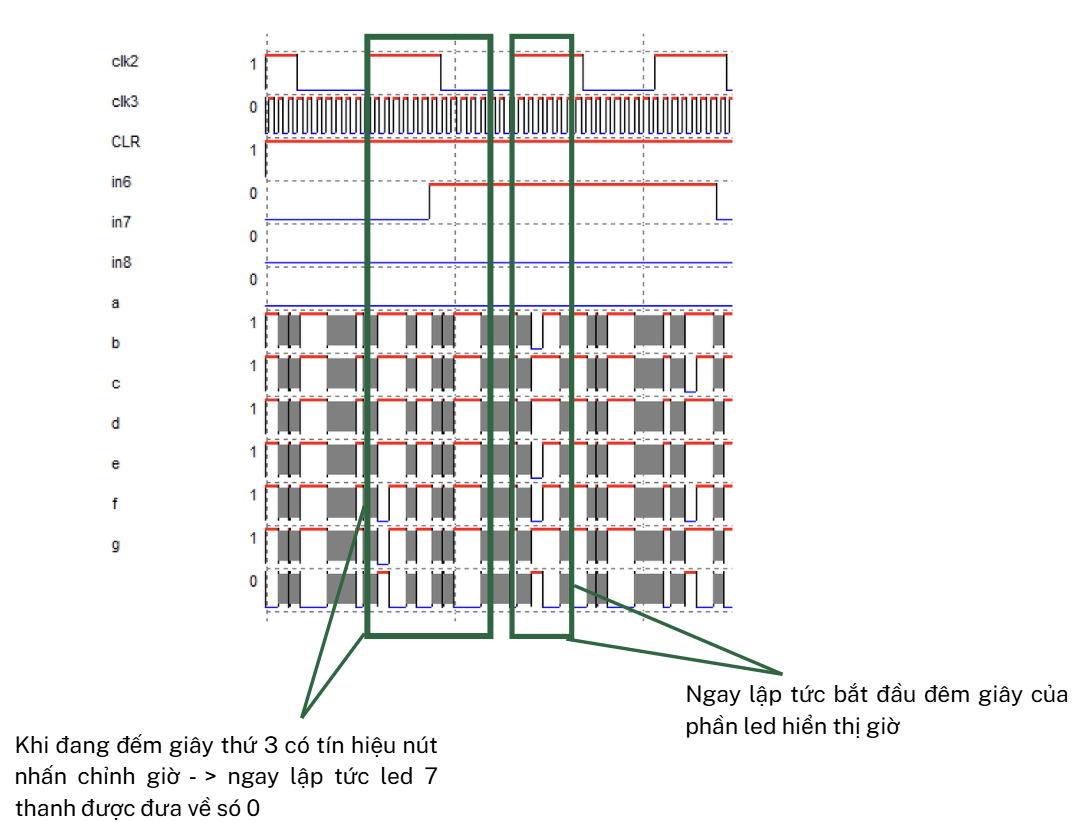 clk2
1
clk3
0
CLR
1
in6
0
in7
0
in8
0
a
1
b
1
c
1
d
1
e
1
f
1
g
0
Ngay lập tức bắt đầu đêm giây của
phần led hiển thị giờ
Khi đang đếm giây thứ 3 có tín hiệu nút
nhấn chỉnh giờ - > ngay lập tức led 7
thanh được đưa về só 0